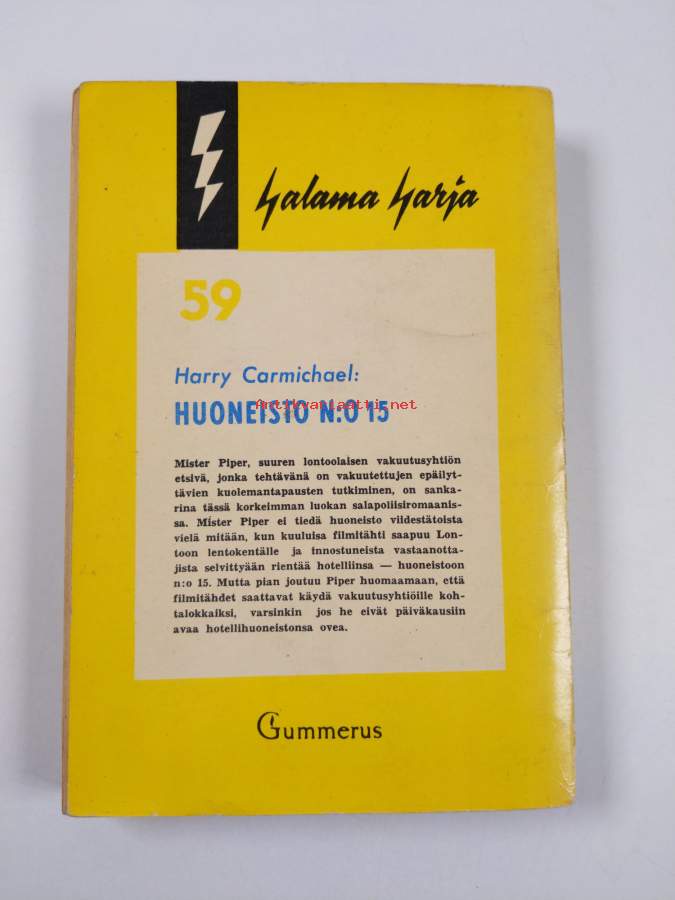 Salama Sarja
59
Harry Carmichael:
HUONEISTO N:O 15
Antikvariaatti.net
Mister Piper, suuren lontoolaisen vakuutusyhtiön
etsivä, jonka tehtävänä on vakuutettujen epäilyt-
tävien kuolemantapausten tutkiminen, on sanka-
rina tässä korkeimman luokan salapoliisiromaanis-
sa. Mister Piper ei tiedä huoneisto viidestätoista
vielä mitään, kun kuuluisa filmitähti saapuu Lon-
toon lentokentälle ja innostuneista vastaanotta-
jista selvittyään rientää hotelliinsa — huoneistoon
n:o 15. Mutta pian joutuu Piper huomaamaan, että
filmitähdet saattavat käydä vakuutusyhtiöille koh-
talokkaiksi, varsinkin jos he eivät päiväkausiin
avaa hotellihuoneistonsa ovea.
Gummerus